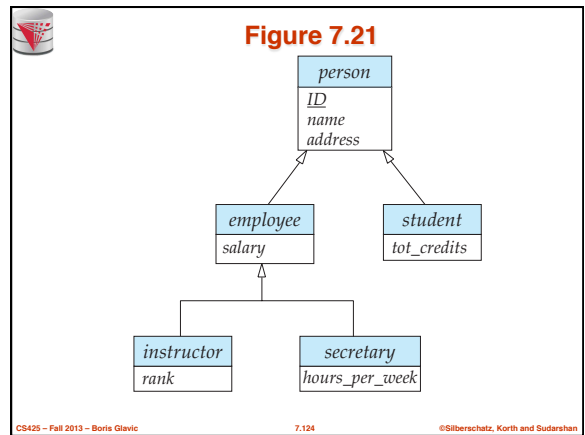 Figure 7.21
person
ID
name
address
employee
salary
student
tot_credits
instructor
rank
secretary
hours_per_week
CS425 – Fall 2013 – Boris Glavic
7.124
©Silberschatz, Korth and Sudarshan